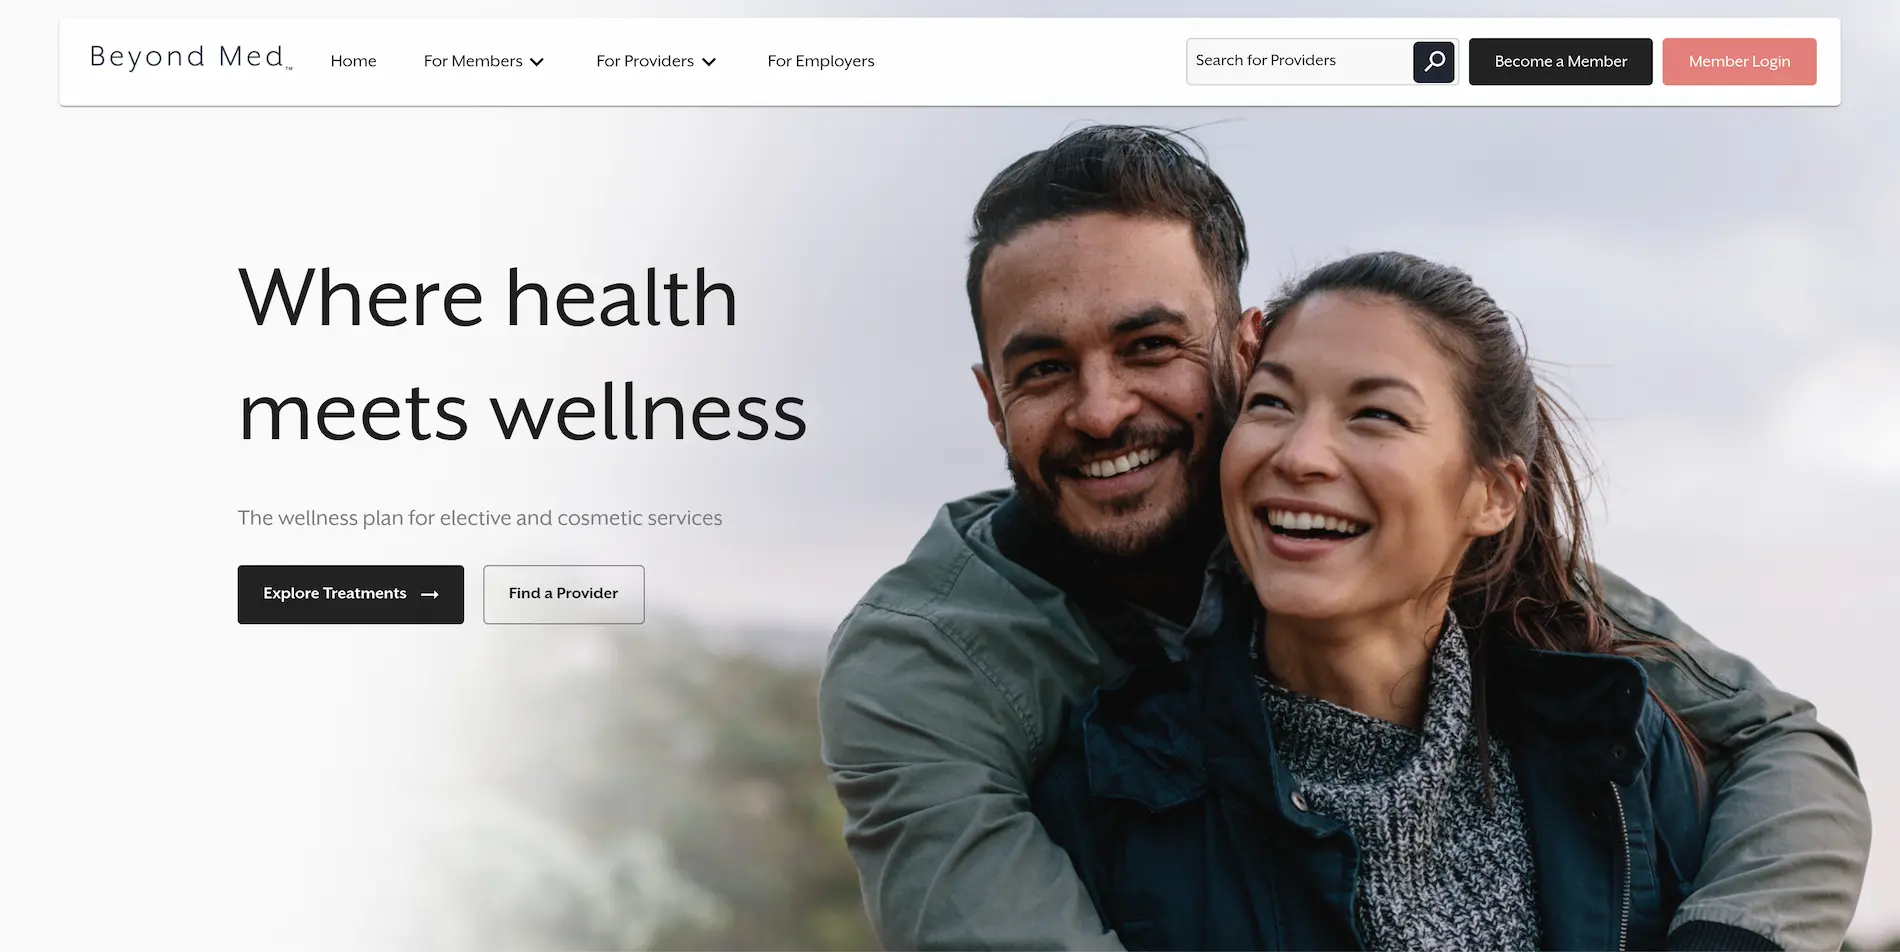 Beyond Med™
Home
For Members
For Providers
For Employers
Search for Providers
Become a Member
Member Login
Where health
meets wellness
The wellness plan for elective and cosmetic services
Explore Treatments →
Find a Provider